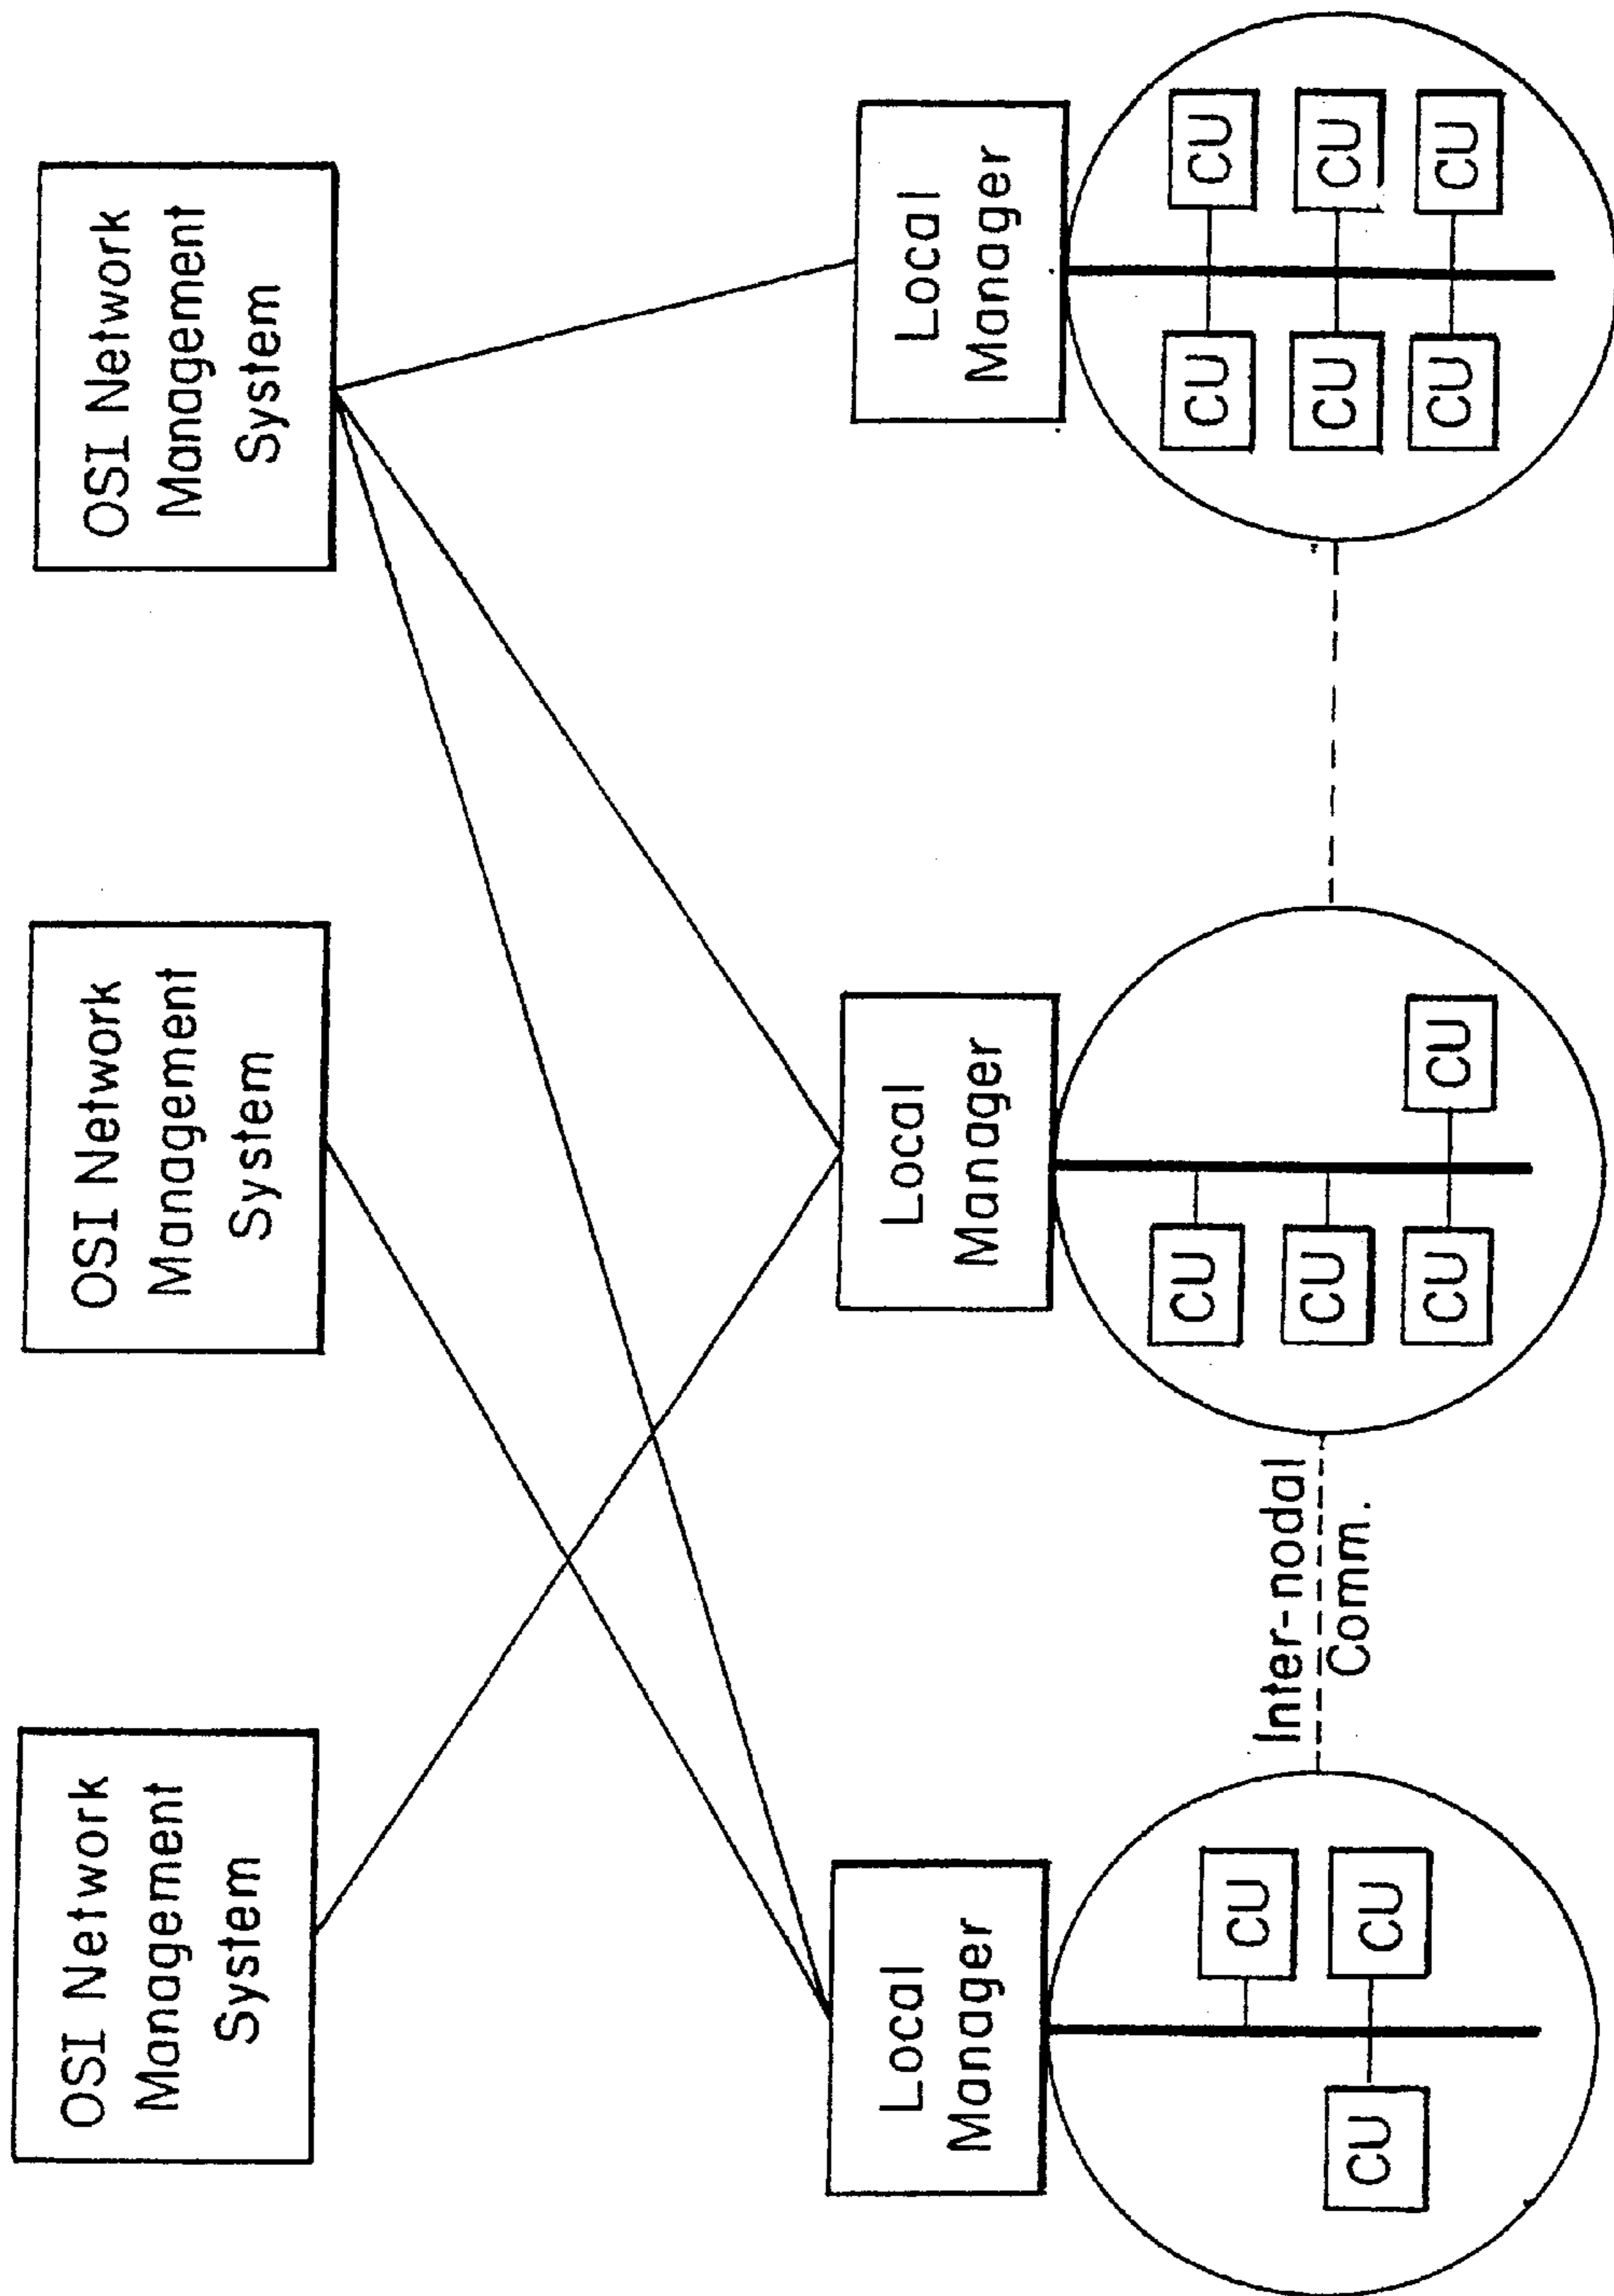 OSI Network
Management
System
OSI Network
Management
System
OSI Network
Management
System
Local
Manager
Local
Manager
Local
Manager
CU
CU
CU
Inter-nodal
Comm.
CU
CU
CU
CU
CU
CU
CU
CU
CU
CU